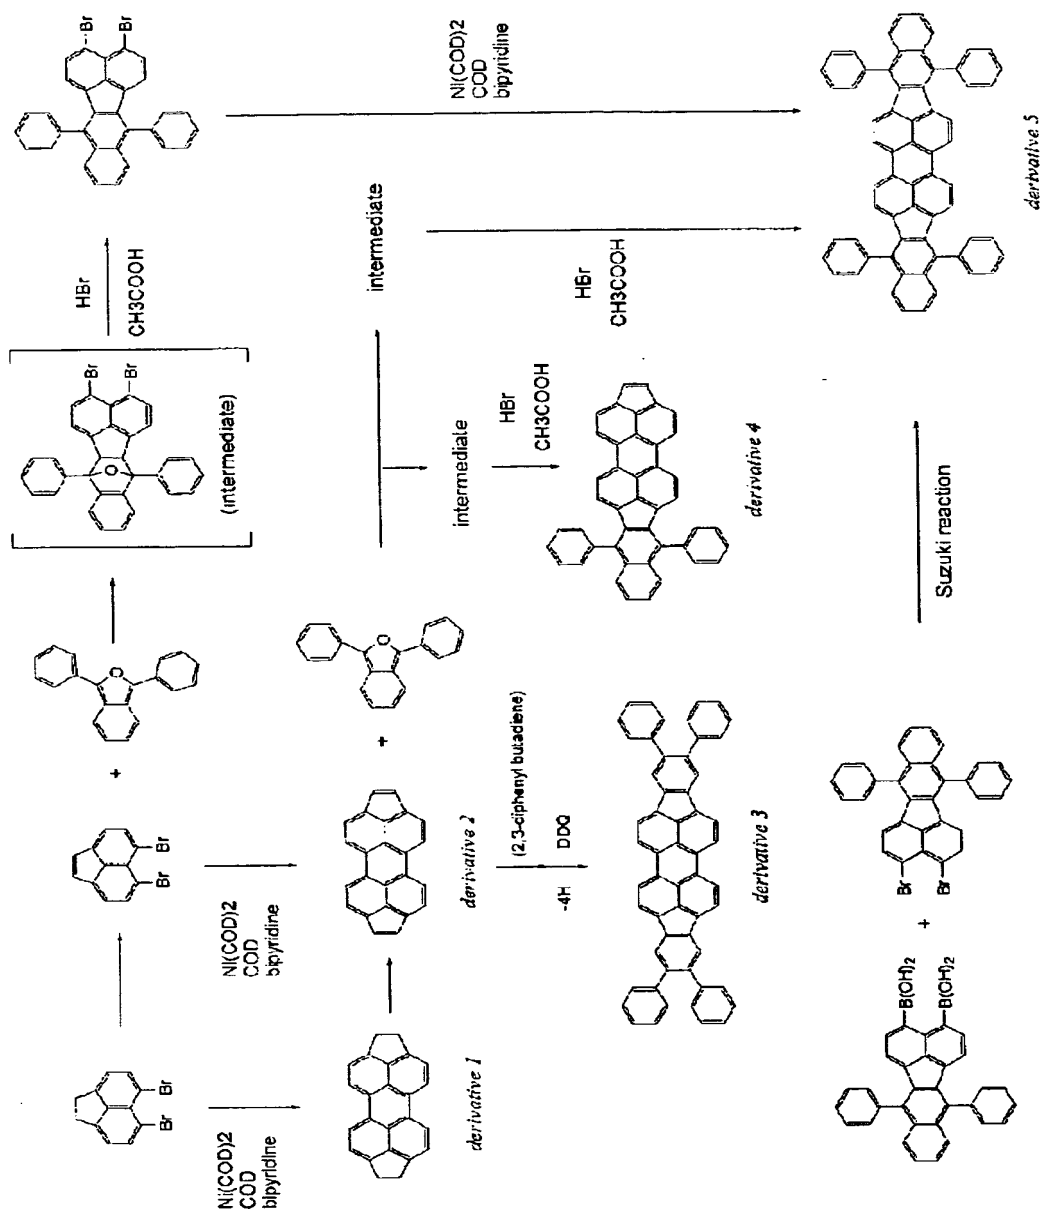 Br
Br
Br
Br
+
O
O
Br
Br
(intermediate)
HBr
CH3COOH
Br
Br
Ni(COD)2
COD
bipyridine
Ni(COD)2
COD
bipyridine
Ni(COD)2
COD
bipyridine
derivative 1
derivative 2
+
O
intermediate
intermediate
HBr
CH3COOH
HBr
CH3COOH
(2,3-diphenyl butadiene)
DDQ
-4H
derivative 3
derivative 4
derivative 5
B(OH)2
B(OH)2
+
Br
Br
Suzuki reaction